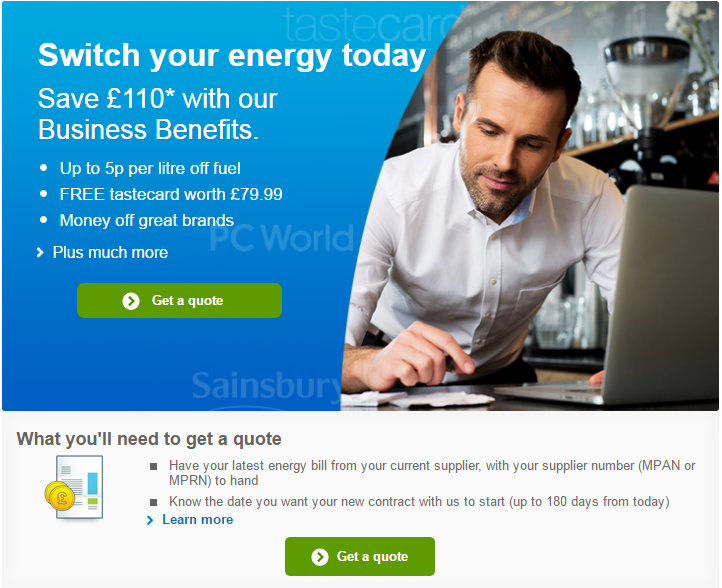 tastecard
Switch your energy today
Save £110* with our
Business Benefits.
Up to 5p per litre off fuel
FREE tastecard worth £79.99
Money off great brands
PC World
Plus much more
Get a quote
Sainsbury
What you'll need to get a quote
Have your latest energy bill from your current supplier, with your supplier number (MPAN or
MPRN) to hand
£
Know the date you want your new contract with us to start (up to 180 days from today)
Learn more
Get a quote